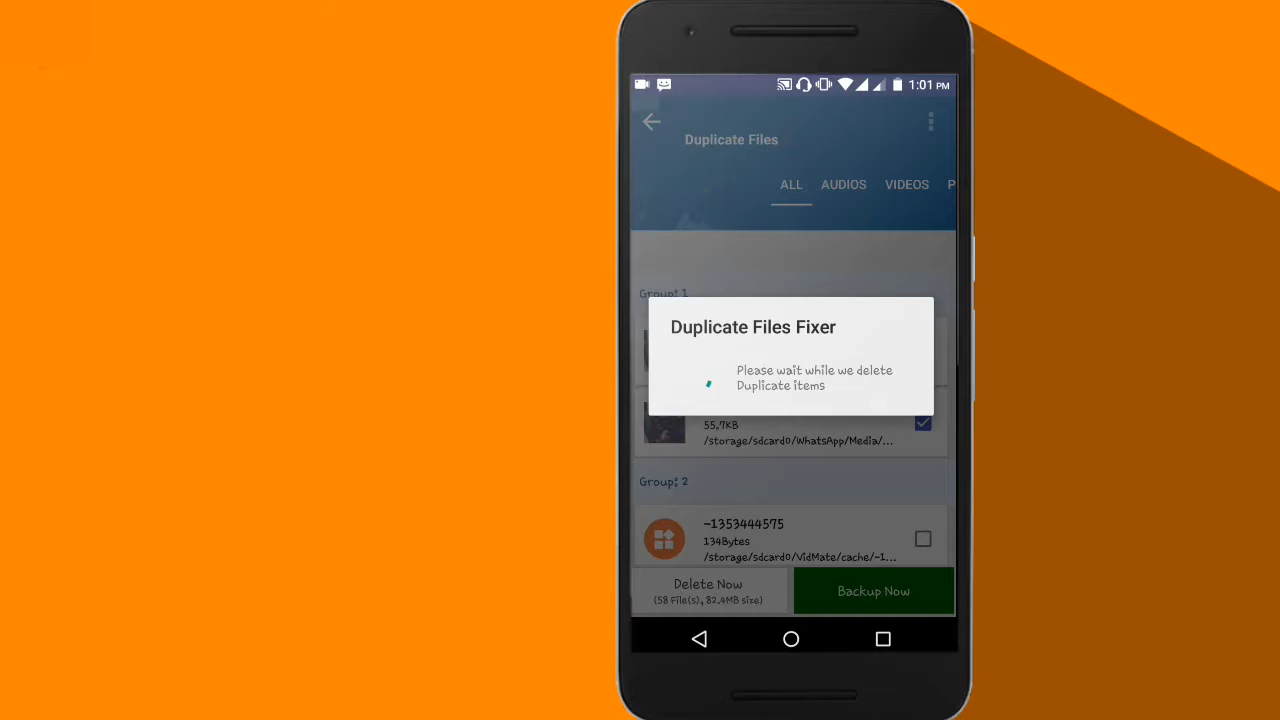 1:01 PM
Duplicate Files
ALL AUDIOS VIDEOS P
Group: 1
Duplicate Files Fixer
Please wait while we delete
Duplicate items
55,7KB
/storage/sdcard0/WhatsApp/Media/...
Group: 2
~1353444575
134Bytes
/storage/sdcard0/VidMate/cache/~1...
Delete Now
(58 File(s), 82.4MB size)
Backup Now